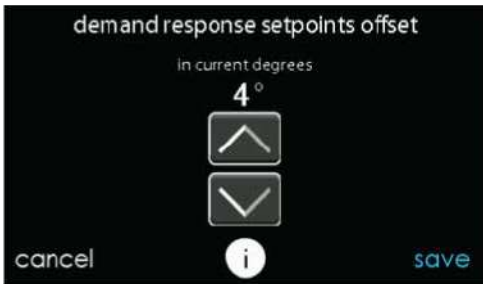 demand response setpoints offset
in current degrees
4°
cancel i save